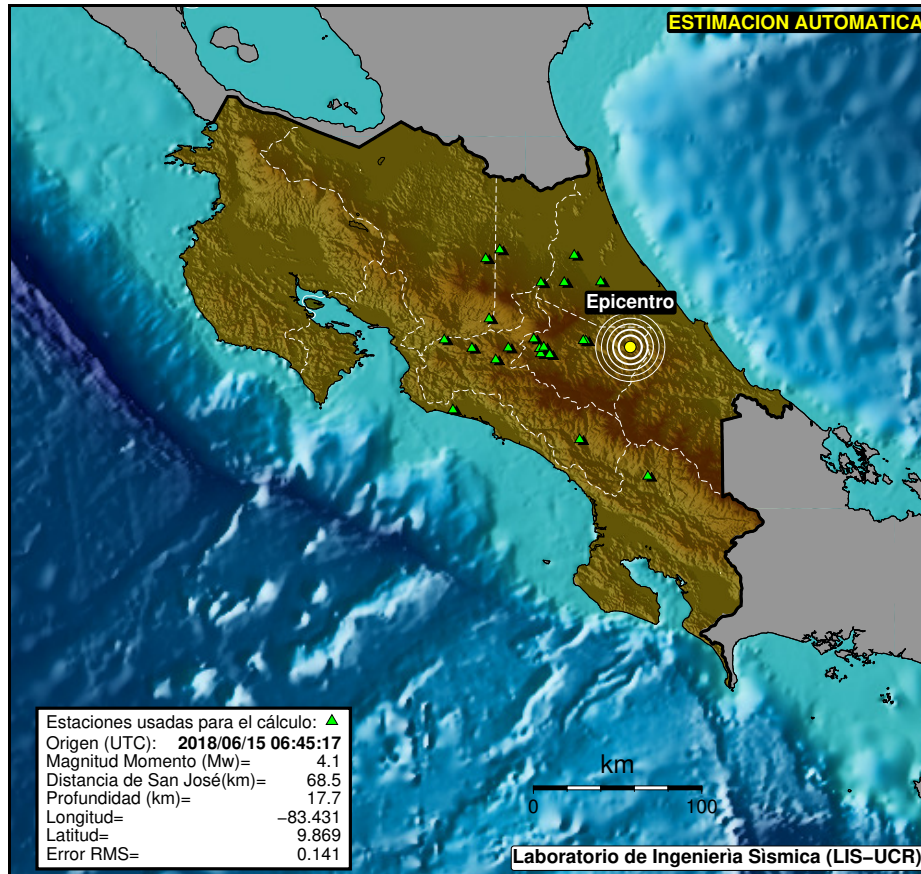 ESTIMACION AUTOMATICA
Epicentro
Estaciones usadas para el cálculo:
Origen (UTC): 2018/06/15 06:45:17
Magnitud Momento (Mw)= 4.1
Distancia de San José(km)= 68.5
Profundidad (km)= 17.7
Longitud= −83.431
Latitud= 9.869
Error RMS= 0.141
km
0 100
Laboratorio de Ingenierìa Sìsmica (LIS−UCR)